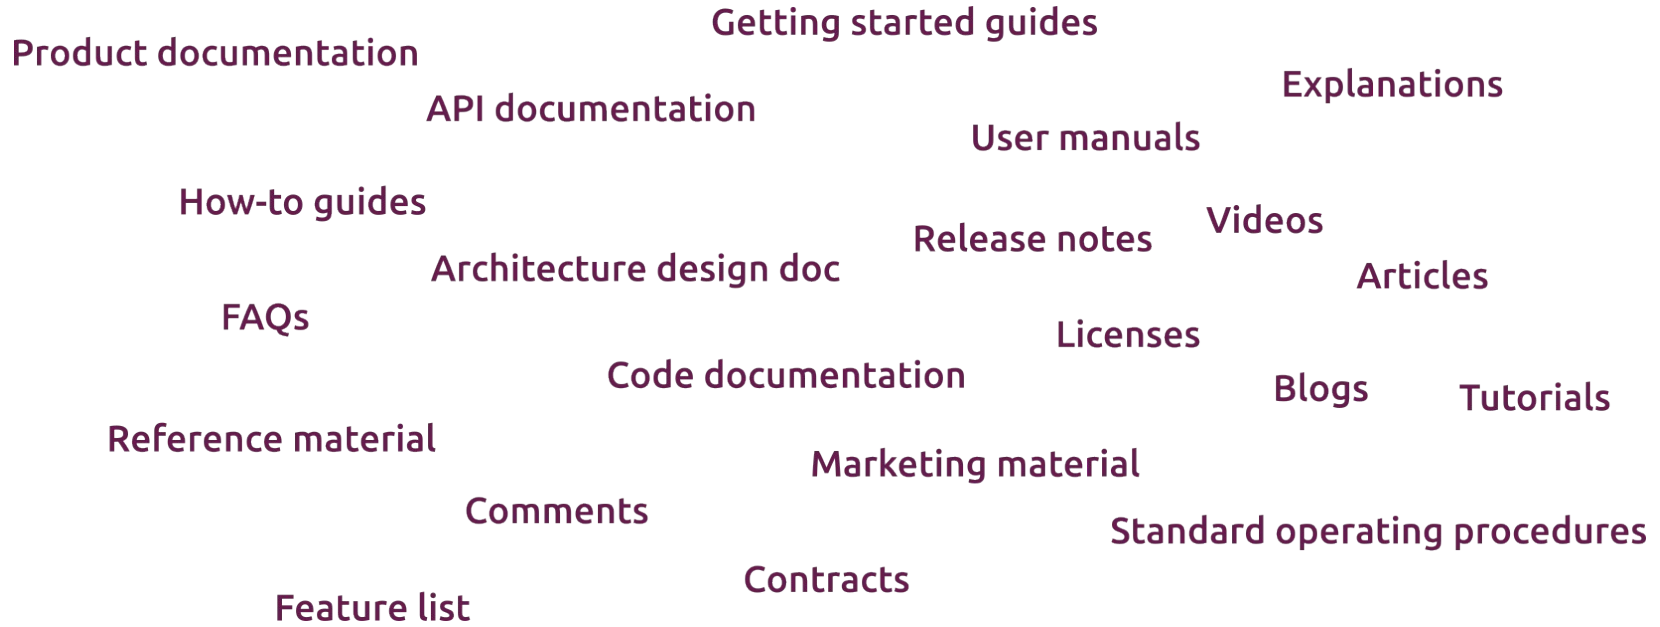 Getting started guides
Product documentation
Explanations
API documentation
User manuals
How-to guides
Videos
Release notes
Architecture design doc
Articles
FAQs
Licenses
Code documentation
Blogs
Tutorials
Reference material
Marketing material
Comments
Standard operating procedures
Contracts
Feature list